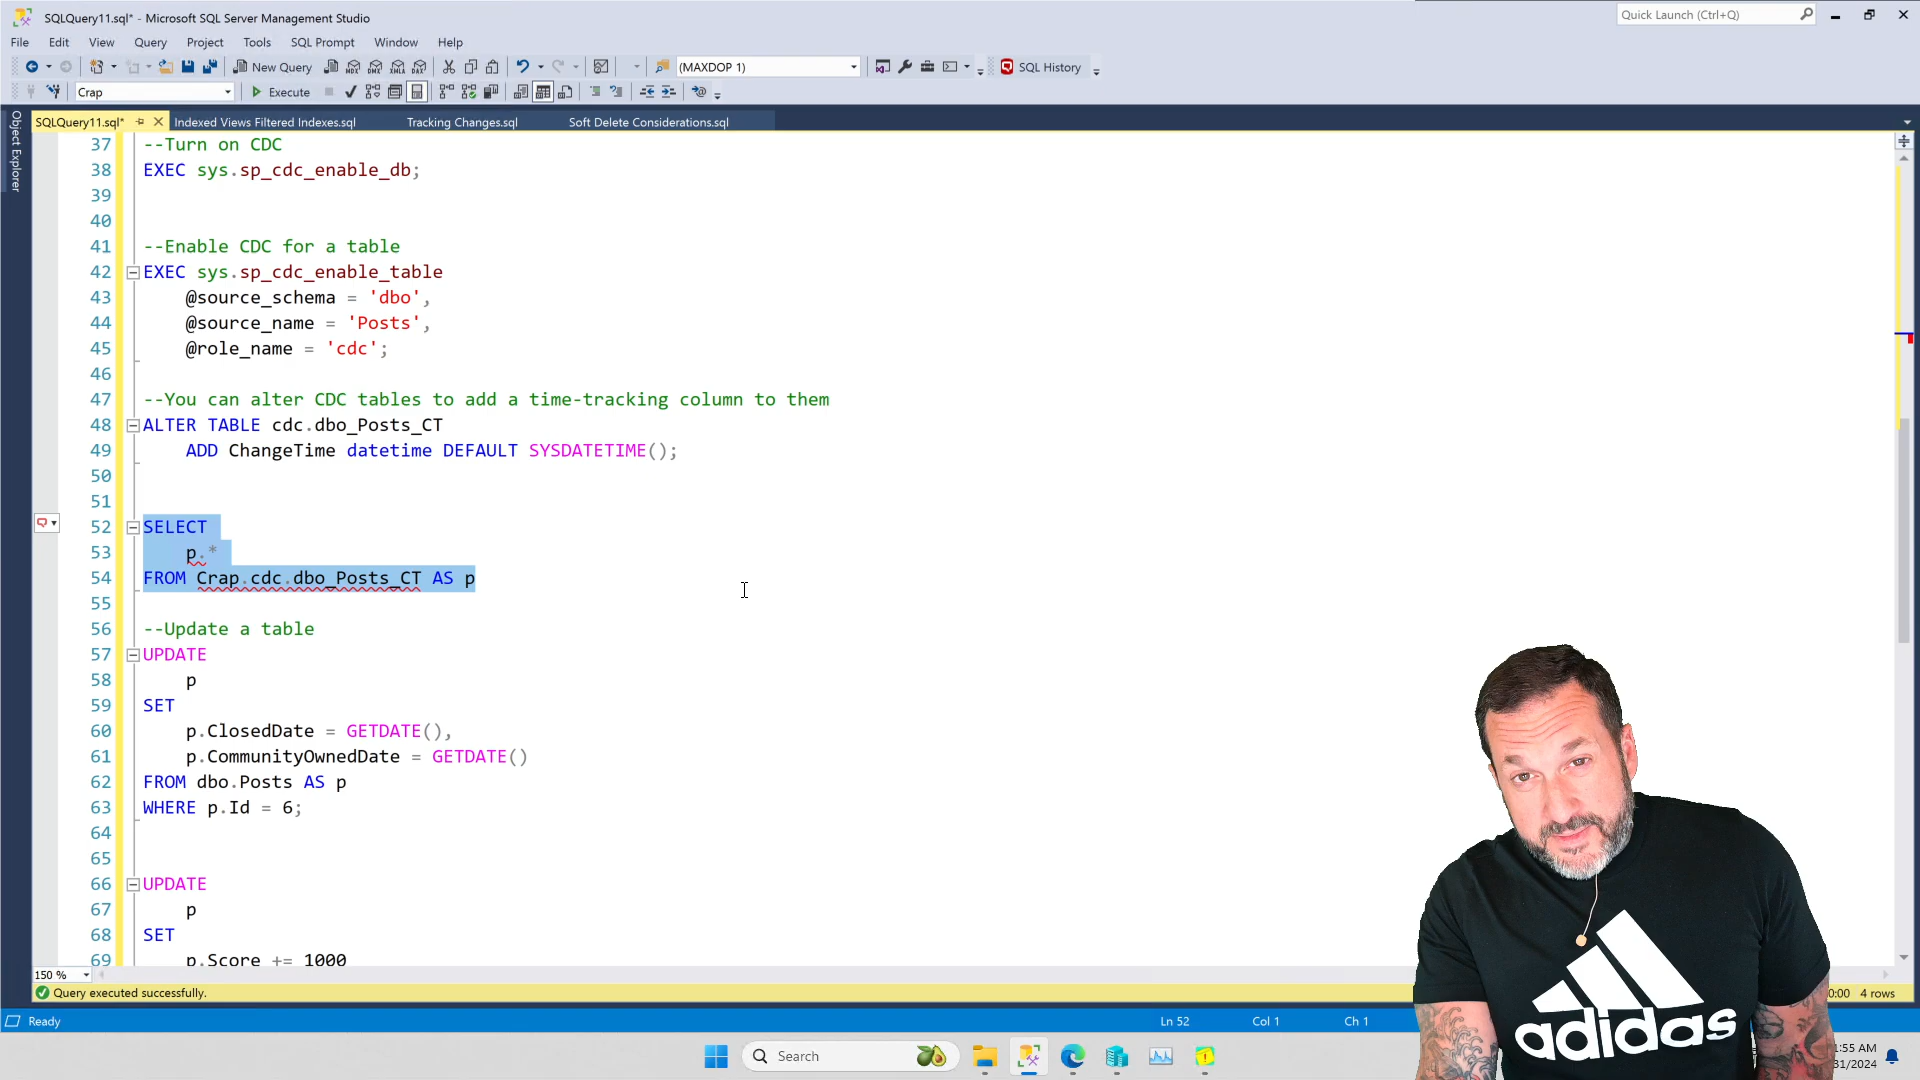 SQLQuery11.sql* - Microsoft SQL Server Management Studio
Quick Launch (Ctrl+Q)
File Edit View Query Project Tools SQL Prompt Window Help
New Query
(MAXDOP 1)
SQL History
Crap
Execute
SQLQuery11.sql*
Indexed Views Filtered Indexes.sql
Tracking Changes.sql
Soft Delete Considerations.sql
Object Explorer
37 --Turn on CDC
38 EXEC sys.sp_cdc_enable_db;
39
40
41 --Enable CDC for a table
42 EXEC sys.sp_cdc_enable_table
43 @source_schema = 'dbo',
44 @source_name = 'Posts',
45 @role_name = 'cdc';
46
47 --You can alter CDC tables to add a time-tracking column to them
48 ALTER TABLE cdc.dbo_Posts_CT
49 ADD ChangeTime datetime DEFAULT SYSDATETIME();
50
51
52 SELECT
53 p.*
54 FROM Crap.cdc.dbo_Posts_CT AS p
55
56 --Update a table
57 UPDATE
58 p
59 SET
60 p.ClosedDate = GETDATE(),
61 p.CommunityOwnedDate = GETDATE()
62 FROM dbo.Posts AS p
63 WHERE p.Id = 6;
64
65
66 UPDATE
67 p
68 SET
69 p.Score += 1000
150 %
Query executed successfully.
0:00 4 rows
Ready
Ln 52 Col 1 Ch 1
Search
1:55 AM
31/2024
adidas